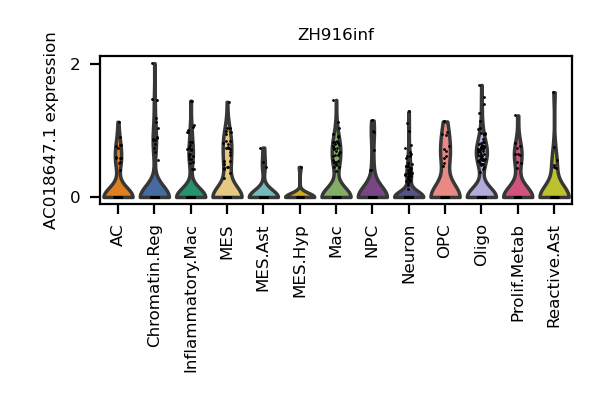 ZH916inf
AC018647.1 expression
2
0
AC
Chromatin.Reg
Inflammatory.Mac
MES
MES.Ast
MES.Hyp
Mac
NPC
Neuron
OPC
Oligo
Prolif.Metab
Reactive.Ast